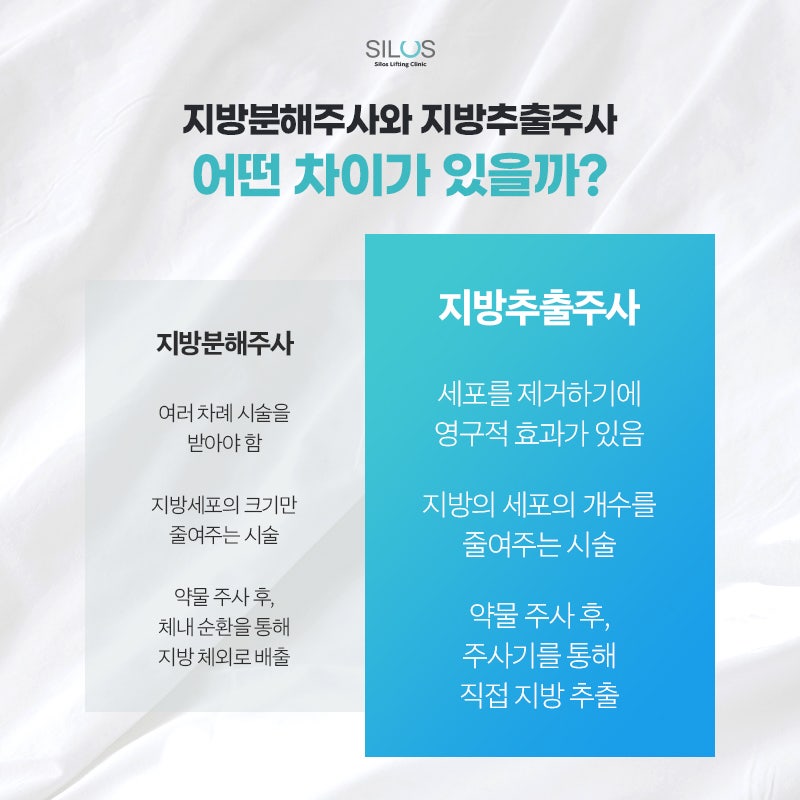 SILOS
Silos Lifting Clinic
지방분해주사와 지방추출주사
어떤 차이가 있을까?
지방분해주사
여러 차례 시술을
받아야 함
지방세포의 크기만
줄여주는 시술
약물 주사 후,
체내 순환을 통해
지방 체외로 배출
지방추출주사
세포를 제거하기에
영구적 효과가 있음
지방의 세포의 개수를
줄여주는 시술
약물 주사 후,
주사기를 통해
직접 지방 추출